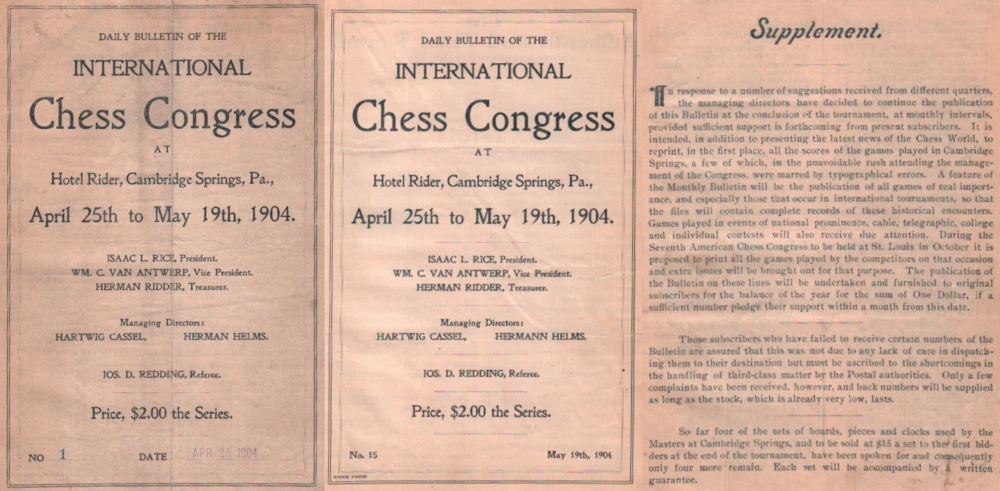 DAILY BULLETIN OF THE
INTERNATIONAL
Chess Congress
AT
Hotel Rider, Cambridge Springs, Pa.,
April 25th to May 19th, 1904.
ISAAC L. RICE, President.
WM. C. VAN ANTWERP, Vice President.
HERMAN RIDDER, Treasurer.
Managing Directors:
HARTWIG CASSEL, HERMAN HELMS.
JOS. D. REDDING, Referee.
Price, $2.00 the Series.
NO 1 DATE APR 25 1904
DAILY BULLETIN OF THE
INTERNATIONAL
Chess Congress
AT
Hotel Rider, Cambridge Springs, Pa.,
April 25th to May 19th, 1904.
ISAAC L. RICE, President.
WM. C. VAN ANTWERP, Vice President.
HERMAN RIDDER, Treasurer.
Managing Directors:
HARTWIG CASSEL, HERMANN HELMS.
JOS. D. REDDING, Referee.
Price, $2.00 the Series.
No. 15 May 19th, 1904
Supplement.
In response to a number of suggestions received from different quarters,
the managing directors have decided to continue the publication
of this Bulletin at the conclusion of the tournament, at monthly intervals,
provided sufficient support is forthcoming from present subscribers. It is
intended, in addition to presenting the latest news of the Chess World, to
reprint, in the first place, all the scores of the games played in Cambridge
Springs, a few of which, in the unavoidable rush attending the manage-
ment of the Congress, were marred by typographical errors. A feature of
the Monthly Bulletin will be the publication of all games of real import-
ance, and especially those that occur in international tournaments, so that
the files will contain complete records of these historical encounters.
Games played in events of national prominence, cable, telegraphic, college
and individual contests will also receive due attention. During the
Seventh American Chess Congress to be held at St. Louis in October it is
proposed to print all the games played by the competitors on that occasion
and extra issues will be brought out for that purpose. The publication of
the Bulletin on these lines will be undertaken and furnished to original
subscribers for the balance of the year for the sum of One Dollar, if a
sufficient number pledge their support within a month from this date.
Those subscribers who have failed to receive certain numbers of the
Bulletin are assured that this was not due to any lack of care in dispatch-
ing them to their destination but must be ascribed to the shortcomings in
the handling of third-class matter by the Postal authorities. Only a few
complaints have been received, however, and back numbers will be supplied
as long as the stock, which is already very low, lasts.
So far four of the sets of boards, pieces and clocks used by the
Masters at Cambridge Springs, and to be sold at $15 a set to the first bid-
ders at the end of the tournament, have been spoken for and consequently
only four more remain. Each set will be accompanied by a written
guarantee.